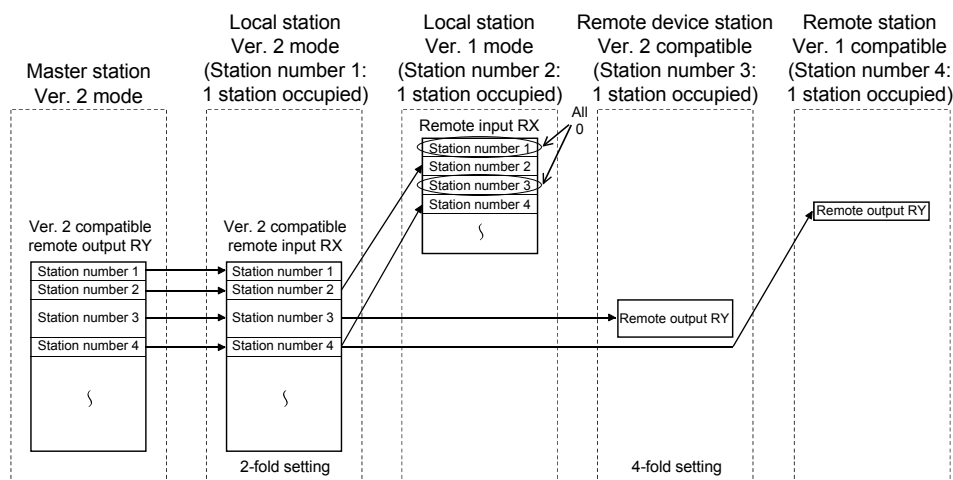 Master station
Ver. 2 mode
Local station
Ver. 2 mode
(Station number 1:
1 station occupied)
Local station
Ver. 1 mode
(Station number 2:
1 station occupied)
Remote device station
Ver. 2 compatible
(Station number 3:
1 station occupied)
Remote station
Ver. 1 compatible
(Station number 4:
1 station occupied)
Ver. 2 compatible
remote output RY
Station number 1
Station number 2
Station number 3
Station number 4
Ver. 2 compatible
remote input RX
Station number 1
Station number 2
Station number 3
Station number 4
2-fold setting
Remote input RX
Station number 1
Station number 2
Station number 3
Station number 4
All
0
Remote output RY
4-fold setting
Remote output RY